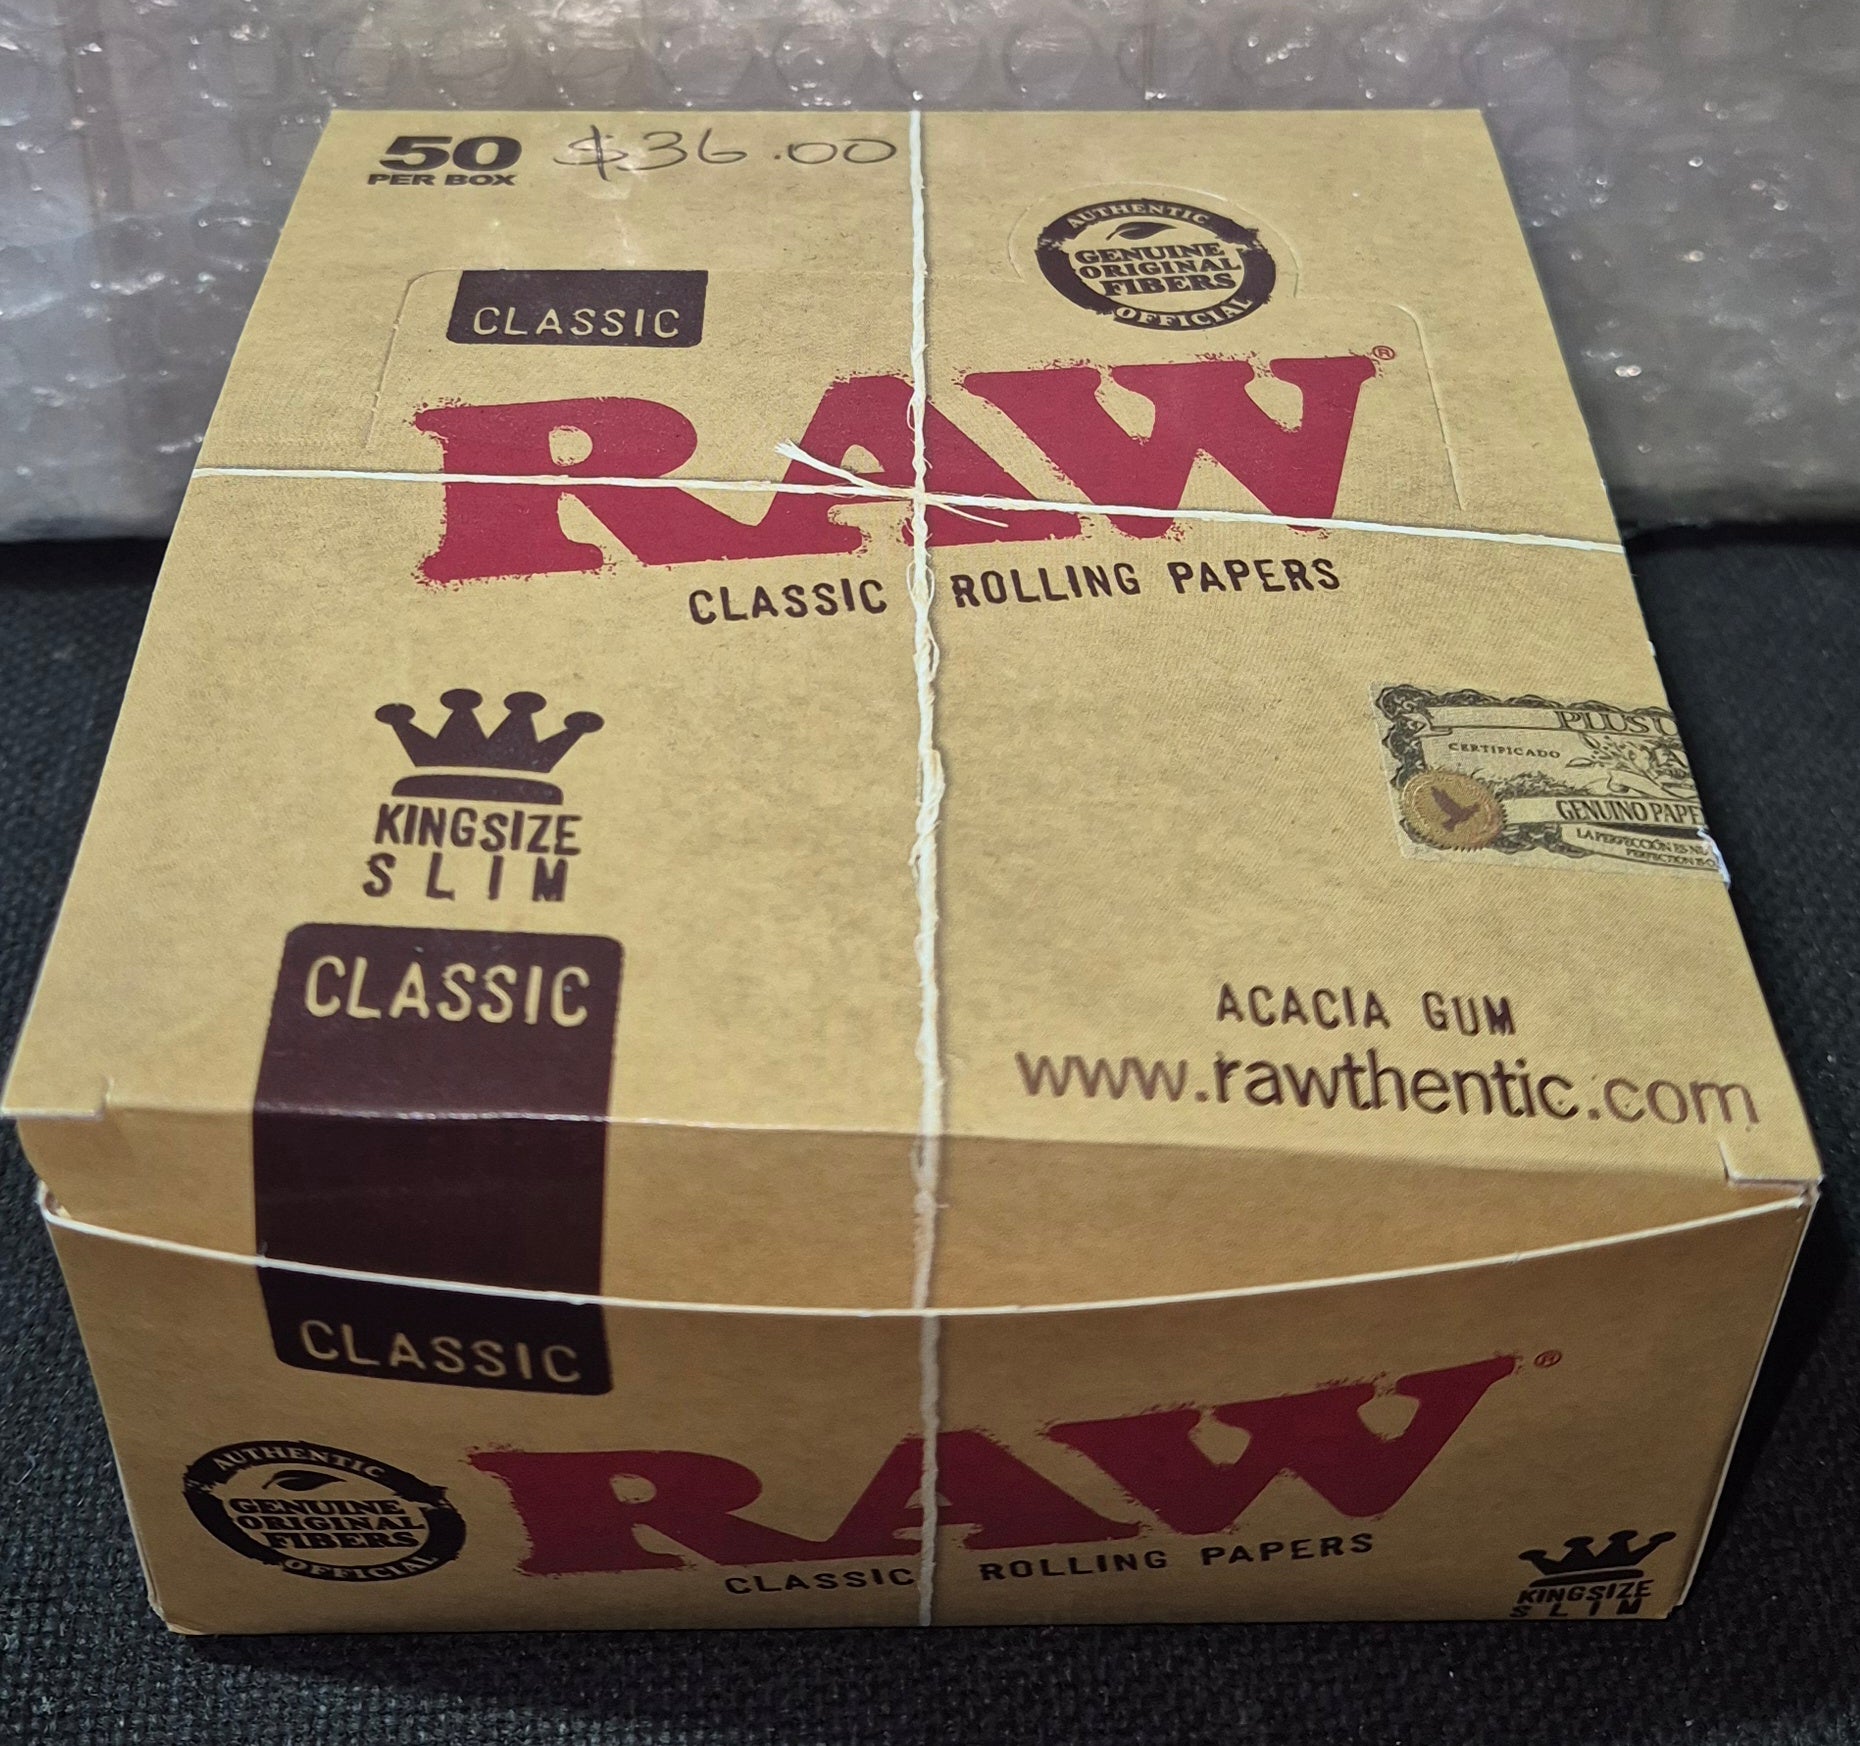 50 $36.00
PER BOX
AUTHENTIC
GENUINE
ORIGINAL
FIBERS
OFFICIAL
CLASSIC
RAW®
CLASSIC ROLLING PAPERS
KINGSIZE
SLIM
PLUS
CERTIFICADO
GENUINO
CLASSIC
ACACIA GUM
www.rawthentic.com
CLASSIC
RAW®
CLASSIC ROLLING PAPERS
AUTHENTIC
GENUINE
ORIGINAL
FIBERS
OFFICIAL
KINGSIZE
SLIM